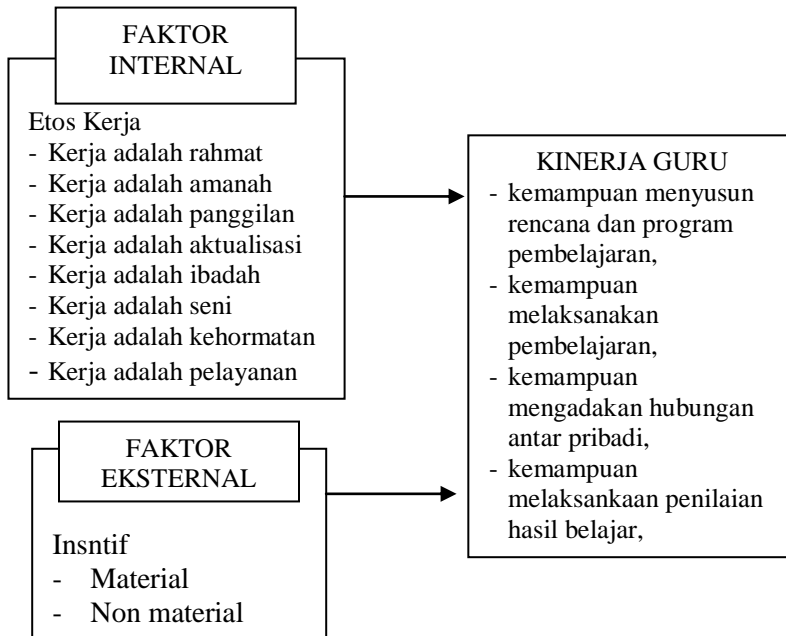 FAKTOR
INTERNAL
Etos Kerja
- Kerja adalah rahmat
- Kerja adalah amanah
- Kerja adalah panggilan
- Kerja adalah aktualisasi
- Kerja adalah ibadah
- Kerja adalah seni
- Kerja adalah kehormatan
- Kerja adalah pelayanan
FAKTOR
EKSTERNAL
Insntif
- Material
- Non material
KINERJA GURU
- kemampuan menyusun
rencana dan program
pembelajaran,
- kemampuan
melaksanakan
pembelajaran,
- kemampuan
mengadakan hubungan
antar pribadi,
- kemampuan
melaksankaan penilaian
hasil belajar,